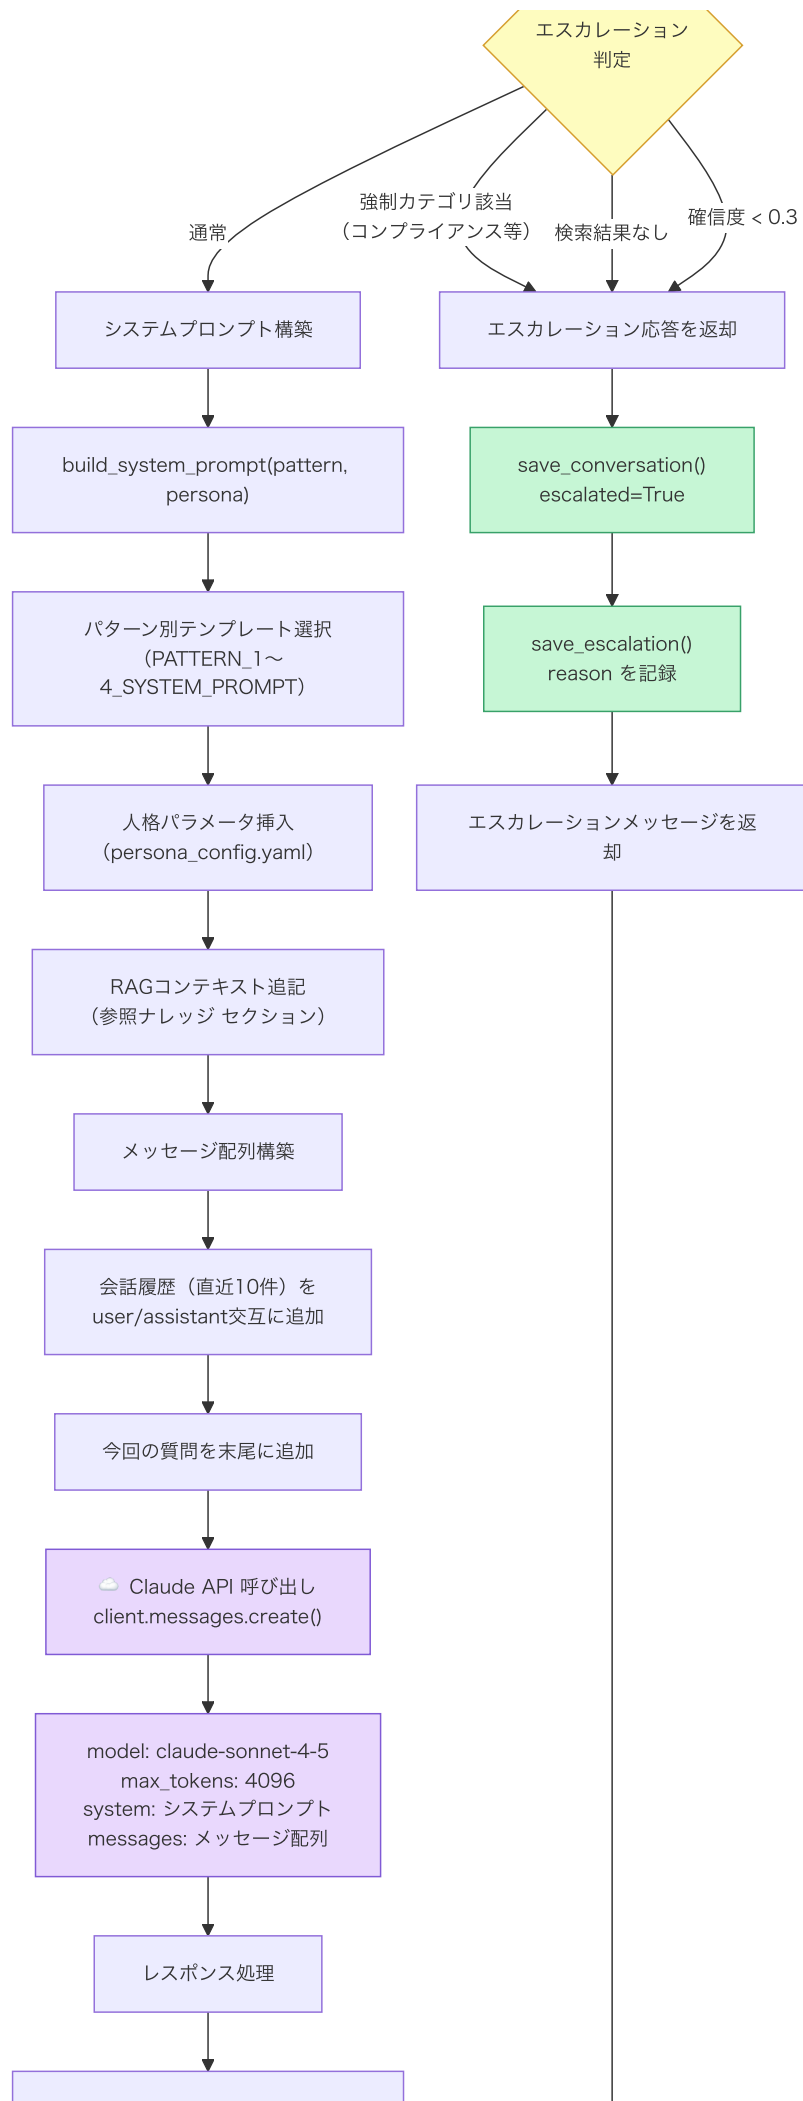 エスカレーション
判定
通常
強制カテゴリ該当
（コンプライアンス等）
検索結果なし
確信度 < 0.3
システムプロンプト構築
エスカレーション応答を返却
build_system_prompt(pattern,
persona)
save_conversation()
escalated=True
パターン別テンプレート選択
（PATTERN_1〜
4_SYSTEM_PROMPT）
save_escalation()
reason を記録
人格パラメータ挿入
（persona_config.yaml）
エスカレーションメッセージを返
却
RAGコンテキスト追記
（参照ナレッジ セクション）
メッセージ配列構築
会話履歴（直近10件）を
user/assistant交互に追加
今回の質問を末尾に追加
☁️ Claude API 呼び出し
client.messages.create()
model: claude-sonnet-4-5
max_tokens: 4096
system: システムプロンプト
messages: メッセージ配列
レスポンス処理